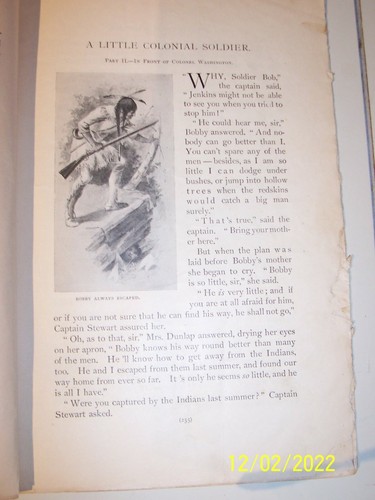 A LITTLE COLONIAL SOLDIER.
PART II.—IN FRONT OF COLONEL WASHINGTON.
"WHY, Soldier Bob,"
the captain said,
"Jenkins might not be able
to see you when you tried to
stop him!"
"He could hear me, sir,"
Bobby answered. "And no-
body can go better than I.
You can't spare any of the
men—besides, as I am so
little I can dodge under
bushes, or jump into hollow
trees when the redskins
would catch a big man
surely."
"That's true," said the
captain. "Bring your moth-
er here."
But when the plan was
laid before Bobby's mother
she began to cry. "Bobby
is so little, sir," she said.
"He is very little; and if
you are at all afraid for him,
BOBBY ALWAYS ESCAPED.
or if you are not sure that he can find his way, he shall not go,"
Captain Stewart assured her.
"Oh, as to that, sir," Mrs. Dunlap answered, drying her eyes
on her apron, "Bobby knows his way round better than many
of the men. He'll know how to get away from the Indians,
too. He and I escaped from them last summer, and found our
way home from ever so far. It's only he seems so little, and he
is all I have."
"Were you captured by the Indians last summer?" Captain
Stewart asked.
(153)
12/02/2022